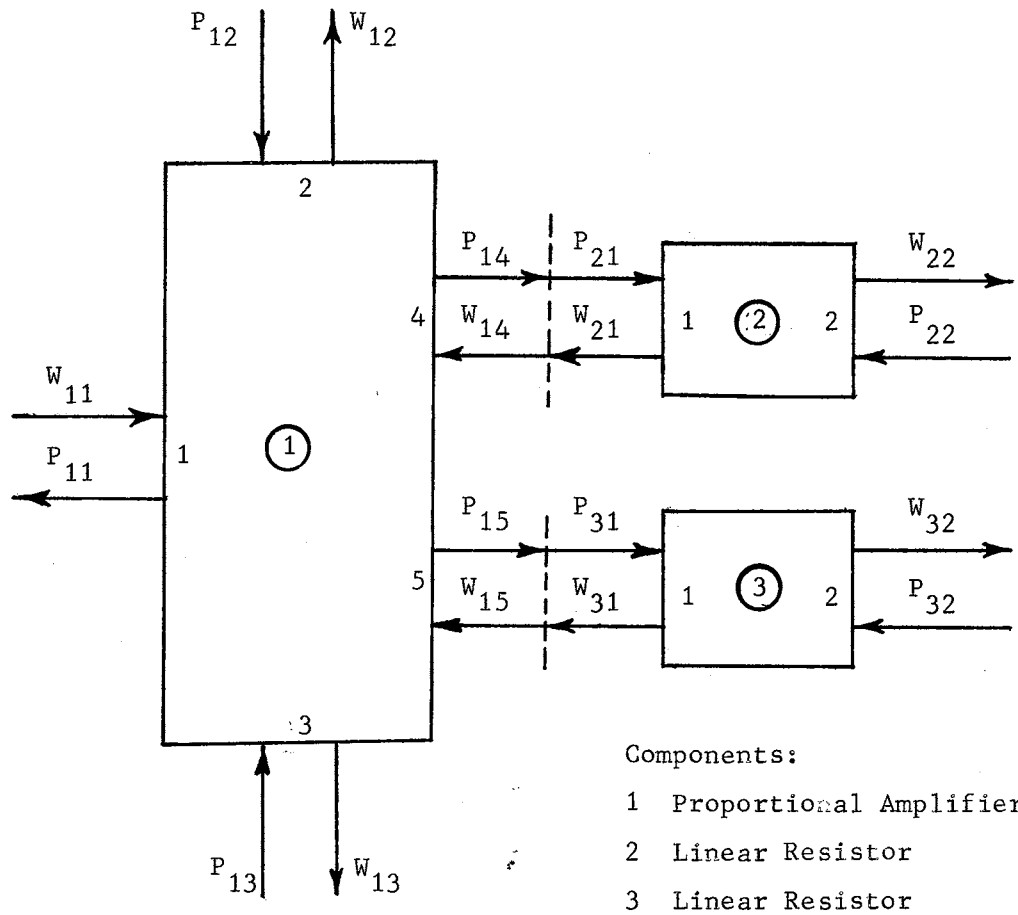 P12 W12
2
P14 P21 W22
4 W14 W21 1 2 2 P22
W11
P11 1 1
P15 P31 W32
5 W15 W31 1 3 2 P32
3
P13 W13
Components:
1 Proportional Amplifier
2 Linear Resistor
3 Linear Resistor